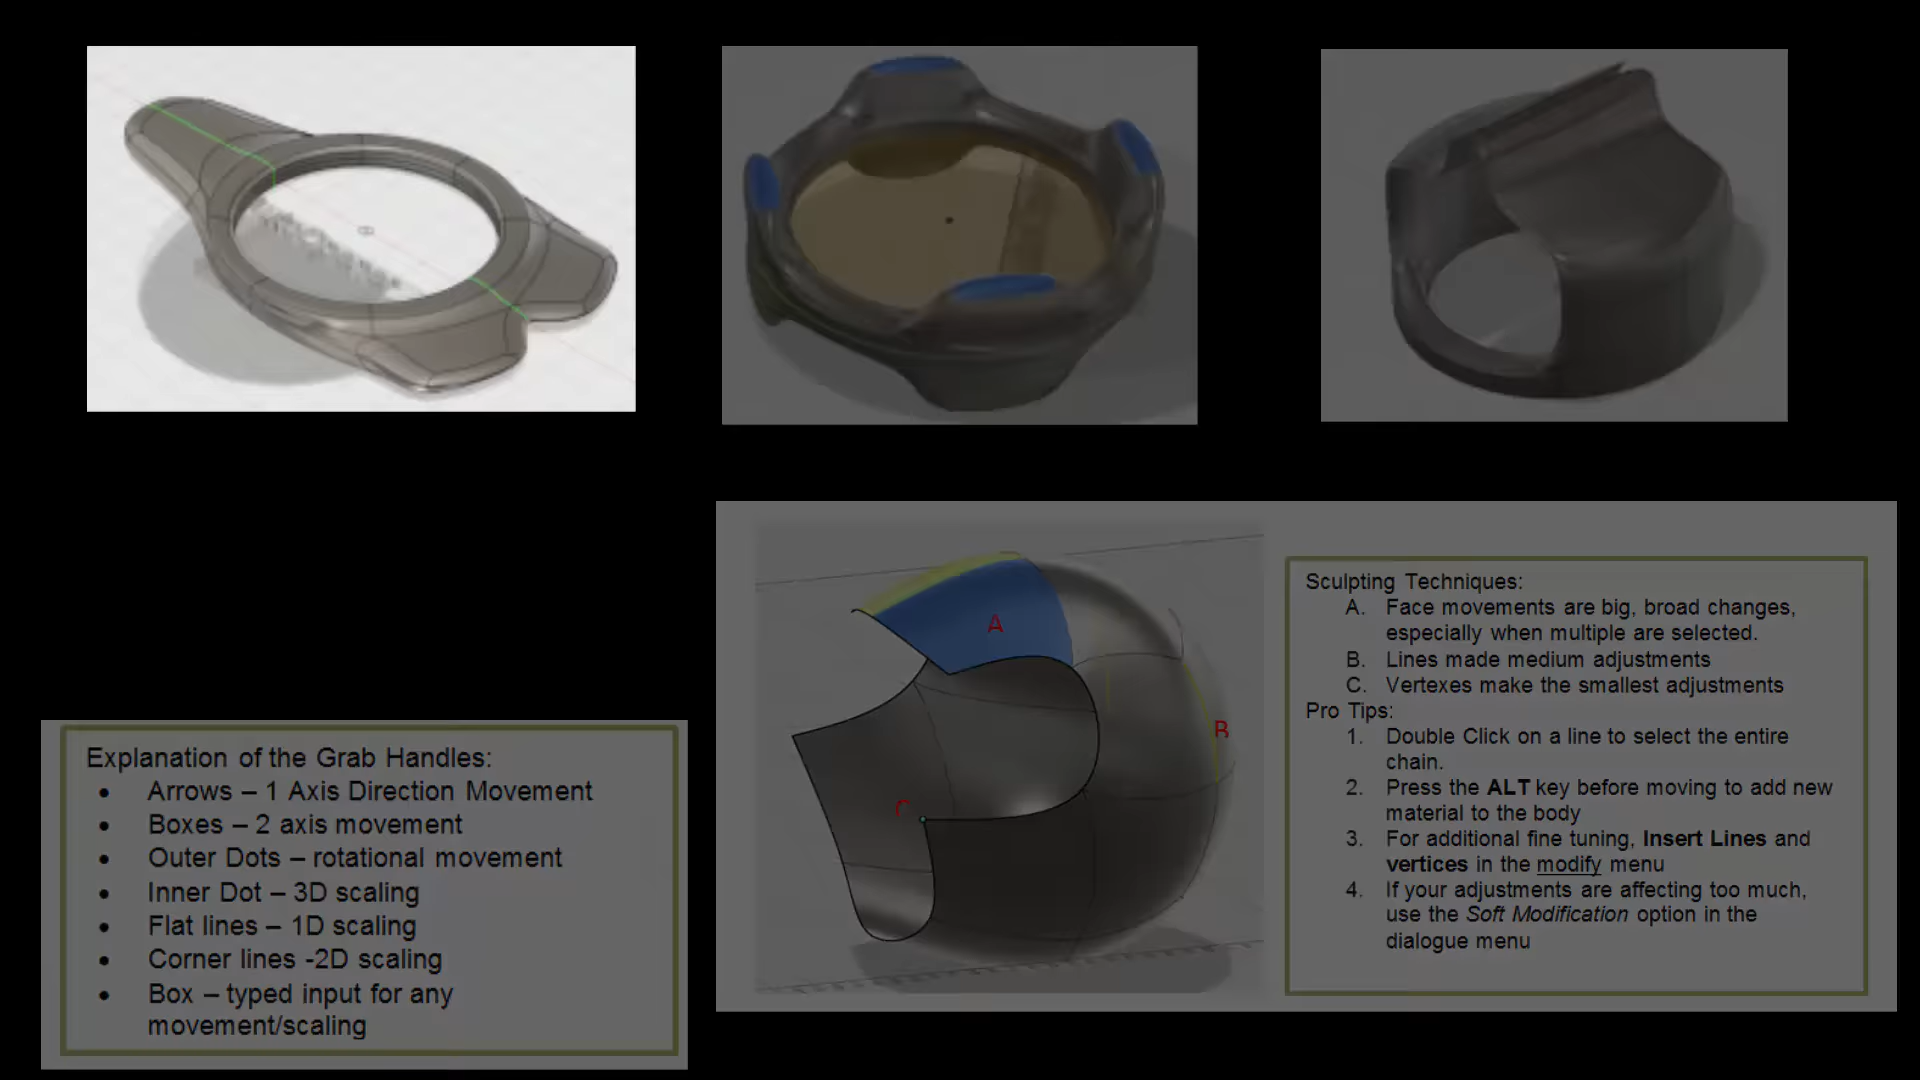 A
B
C
Sculpting Techniques:
A. Face movements are big, broad changes,
especially when multiple are selected.
B. Lines made medium adjustments
C. Vertexes make the smallest adjustments
Pro Tips:
1. Double Click on a line to select the entire
chain.
2. Press the ALT key before moving to add new
material to the body
3. For additional fine tuning, Insert Lines and
vertices in the modify menu
4. If your adjustments are affecting too much,
use the Soft Modification option in the
dialogue menu
Explanation of the Grab Handles:
• Arrows – 1 Axis Direction Movement
• Boxes – 2 axis movement
• Outer Dots – rotational movement
• Inner Dot – 3D scaling
• Flat lines – 1D scaling
• Corner lines -2D scaling
• Box – typed input for any
movement/scaling